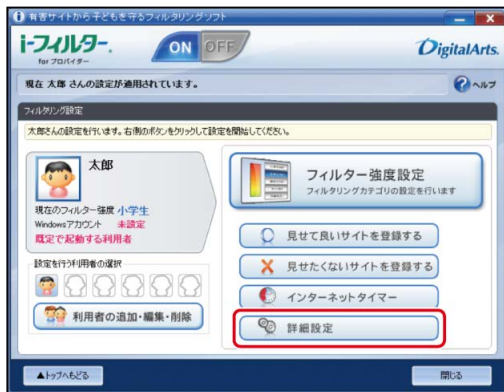 有害サイトから子どもを守るフィルタリングソフト
i-フィルター.
for プロバイダー
ON OFF
DigitalArts.
現在 太郎 さんの設定が適用されています。
ヘルプ
フィルタリング設定
太郎さんの設定を行います。右側のボタンをクリックして設定を開始してください。
太郎
現在のフィルター強度 小学生
Windowsアカウント 未設定
既定で起動する利用者
設定を行う利用者の選択
利用者の追加・編集・削除
フィルター強度設定
フィルタリングカテゴリの設定を行います
見せて良いサイトを登録する
見せたくないサイトを登録する
インターネットタイマー
詳細設定
▲トップへもどる
閉じる